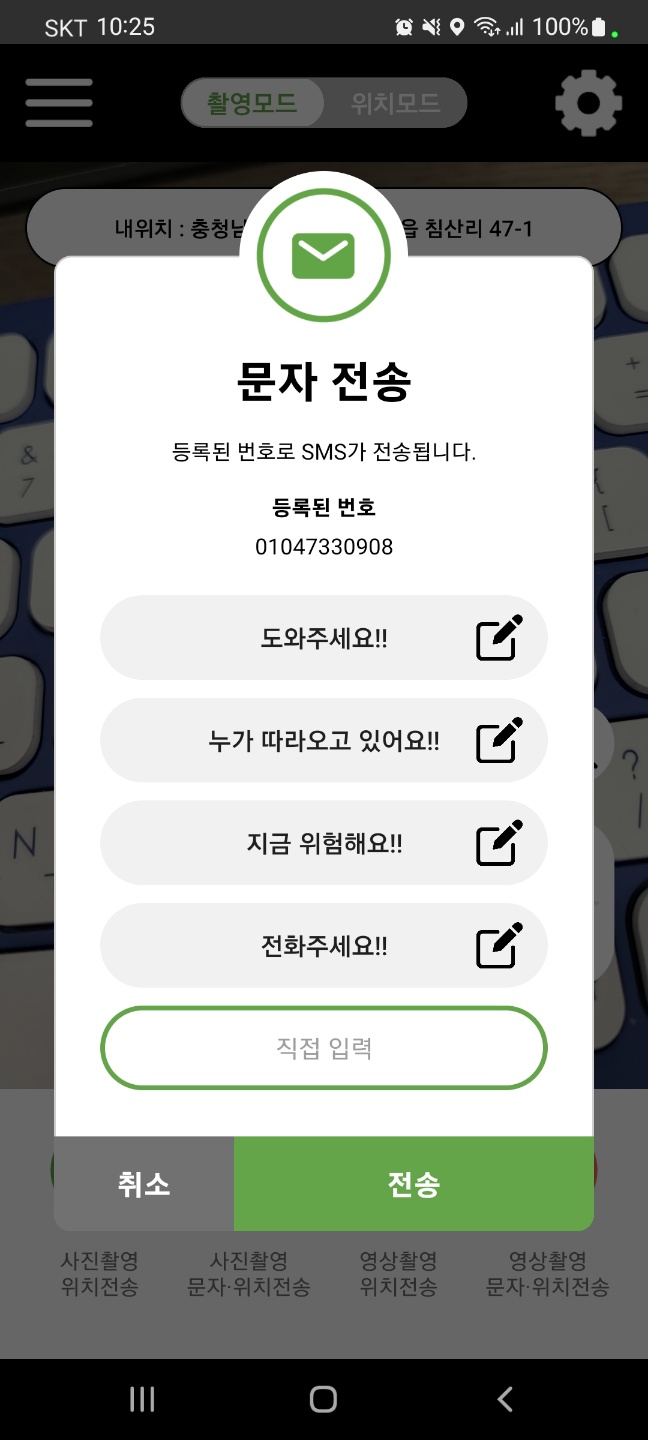 SKT 10:25
100%
촬영모드 위치모드
내위치 : 충청남 읍 침산리 47-1
문자 전송
등록된 번호로 SMS가 전송됩니다.
등록된 번호
01047330908
도와주세요!!
누가 따라오고 있어요!!
지금 위험해요!!
전화주세요!!
직접 입력
취소 전송
사진촬영
위치전송
사진촬영
문자·위치전송
영상촬영
위치전송
영상촬영
문자·위치전송
&
7
+
=
{
[
?
N